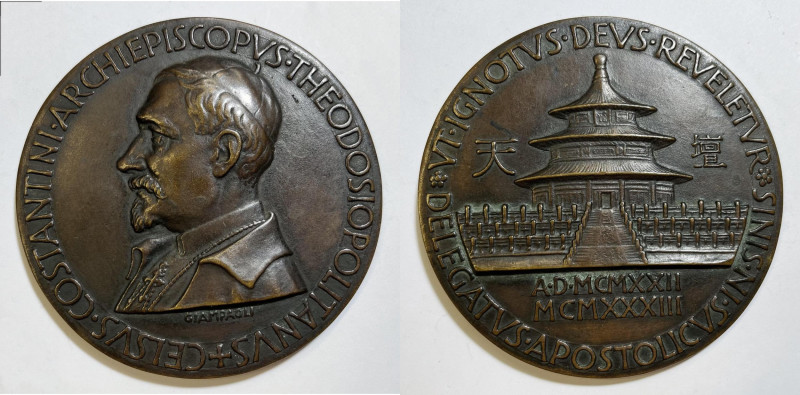 CELSVS·COSTANTINI·ARCHIEPISCOPVS·THEODOSIOPOLITANVS
GIAMPAOLI
VT·IGNOTVS·DEVS·REVELETVR
天壇
A·D·MCMXXII
MCMXXXIII
DELEGATVS·APOSTOLICVS·IN·SINIS